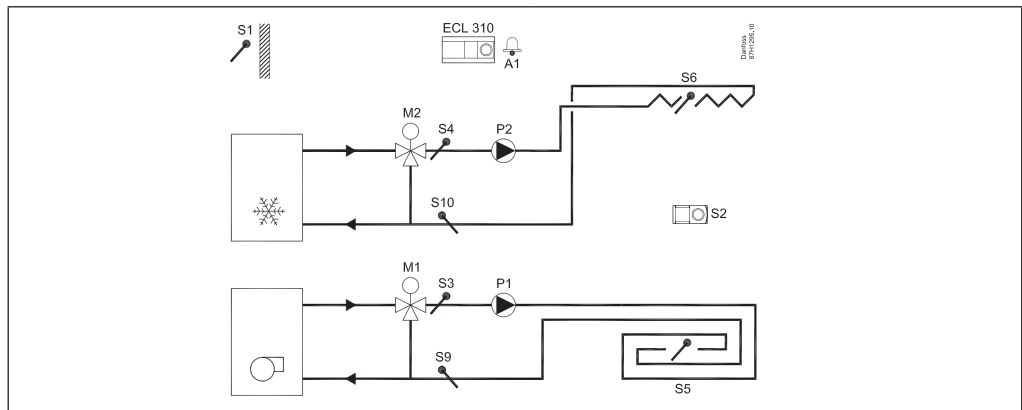 S1
ECL 310
A1
Danfoss
87H1295.10
S6
M2
S4
P2
S10
S2
M1
S3
P1
S9
S5